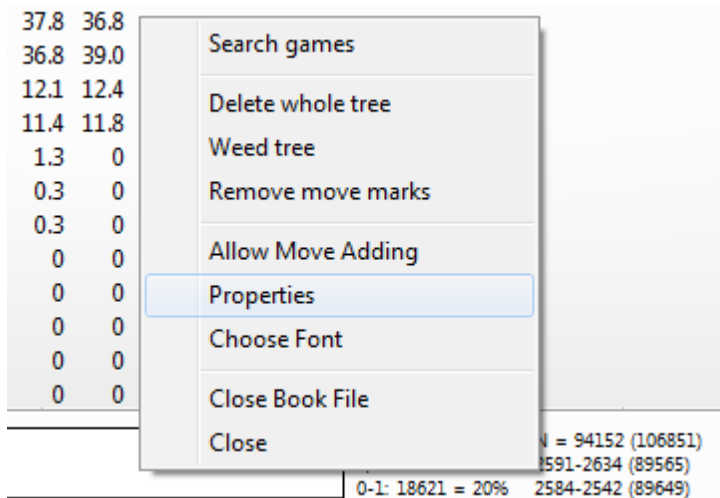 37.8 36.8
36.8 39.0
12.1 12.4
11.4 11.8
1.3 0
0.3 0
0.3 0
0 0
0 0
0 0
0 0
0 0
Search games
Delete whole tree
Weed tree
Remove move marks
Allow Move Adding
Properties
Choose Font
Close Book File
Close
= 94152 (106851)
2591-2634 (89565)
0-1: 18621 = 20% 2584-2542 (89649)